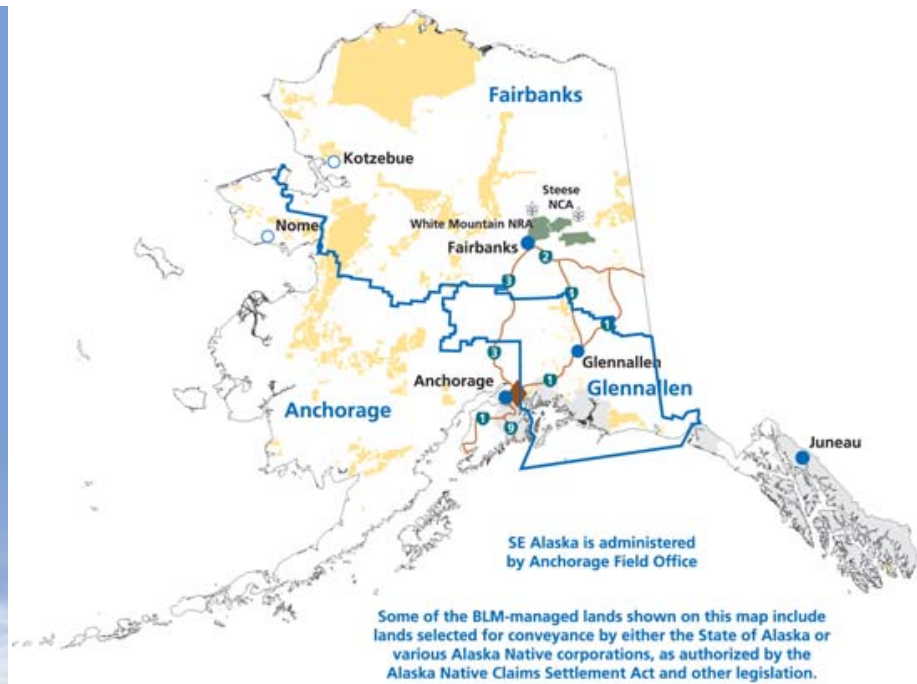 Fairbanks
Kotzebue
Steese
NCA
Nome
White Mountain NRA
Fairbanks
2
3
1
1
3
Glennallen
Anchorage
1
Glennallen
Anchorage
1
9
Juneau
SE Alaska is administered
by Anchorage Field Office
Some of the BLM-managed lands shown on this map include
lands selected for conveyance by either the State of Alaska or
various Alaska Native corporations, as authorized by the
Alaska Native Claims Settlement Act and other legislation.